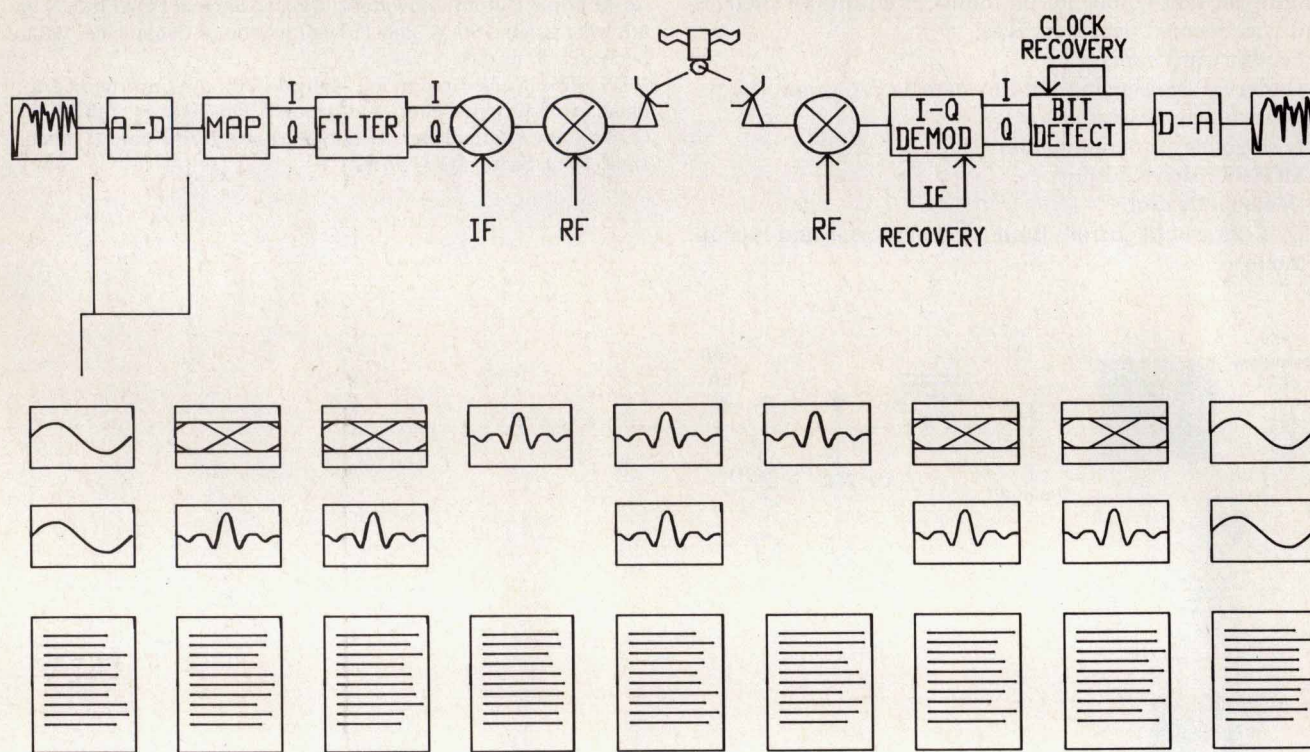 CLOCK
RECOVERY
A-D
MAP
I
Q
FILTER
I
Q
I-Q
DEMOD
I
Q
BIT
DETECT
D-A
IF
RF
RF
IF
RECOVERY